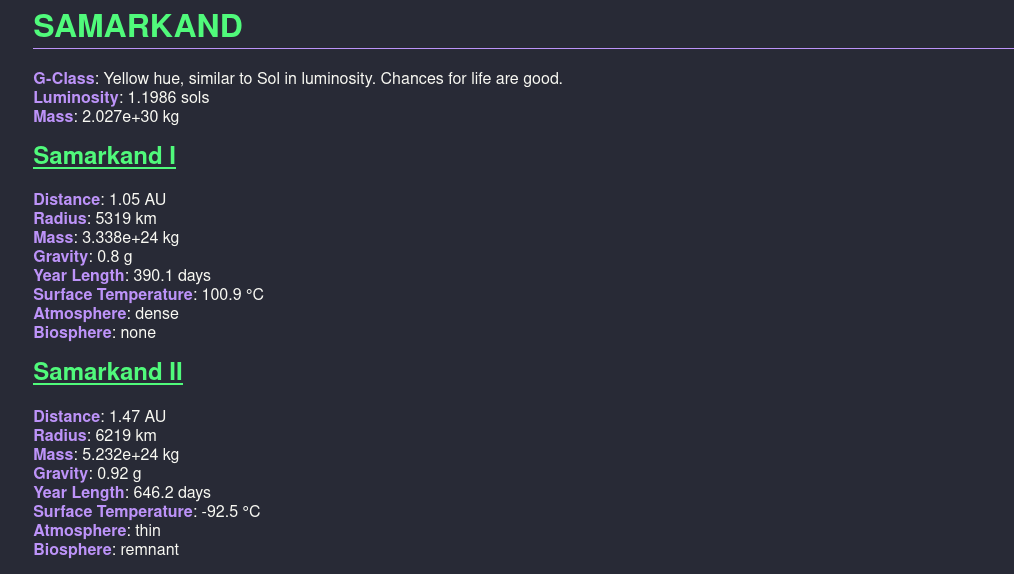 SAMARKAND
G-Class: Yellow hue, similar to Sol in luminosity. Chances for life are good.
Luminosity: 1.1986 sols
Mass: 2.027e+30 kg
Samarkand I
Distance: 1.05 AU
Radius: 5319 km
Mass: 3.338e+24 kg
Gravity: 0.8 g
Year Length: 390.1 days
Surface Temperature: 100.9 °C
Atmosphere: dense
Biosphere: none
Samarkand II
Distance: 1.47 AU
Radius: 6219 km
Mass: 5.232e+24 kg
Gravity: 0.92 g
Year Length: 646.2 days
Surface Temperature: -92.5 °C
Atmosphere: thin
Biosphere: remnant